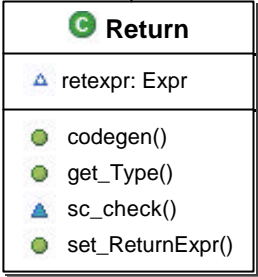 C Return
retexpr: Expr
codegen()
get_Type()
sc_check()
set_ReturnExpr()